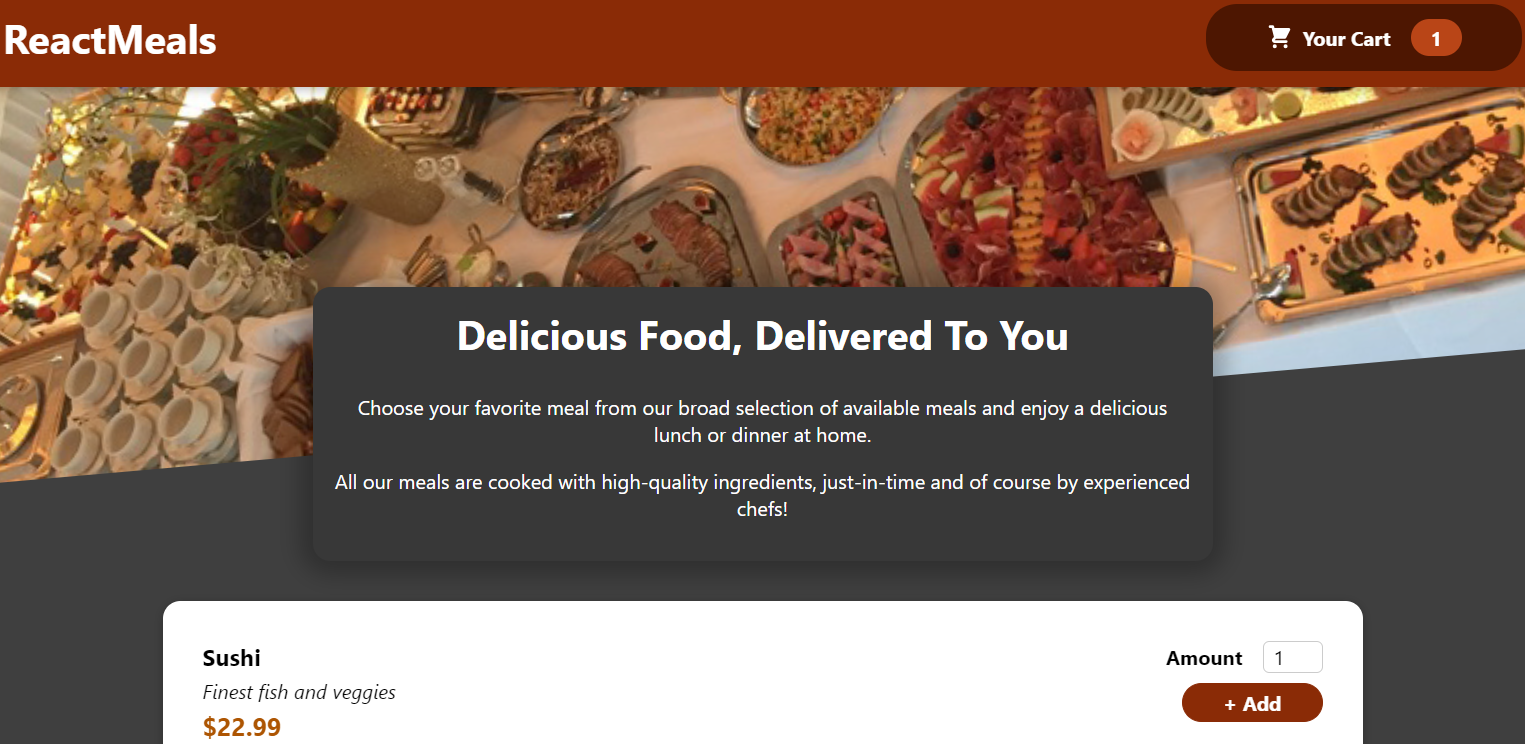 ReactMeals
Your Cart 1
Delicious Food, Delivered To You
Choose your favorite meal from our broad selection of available meals and enjoy a delicious
lunch or dinner at home.
All our meals are cooked with high-quality ingredients, just-in-time and of course by experienced
chefs!
Sushi
Finest fish and veggies
$22.99
Amount 1
+ Add